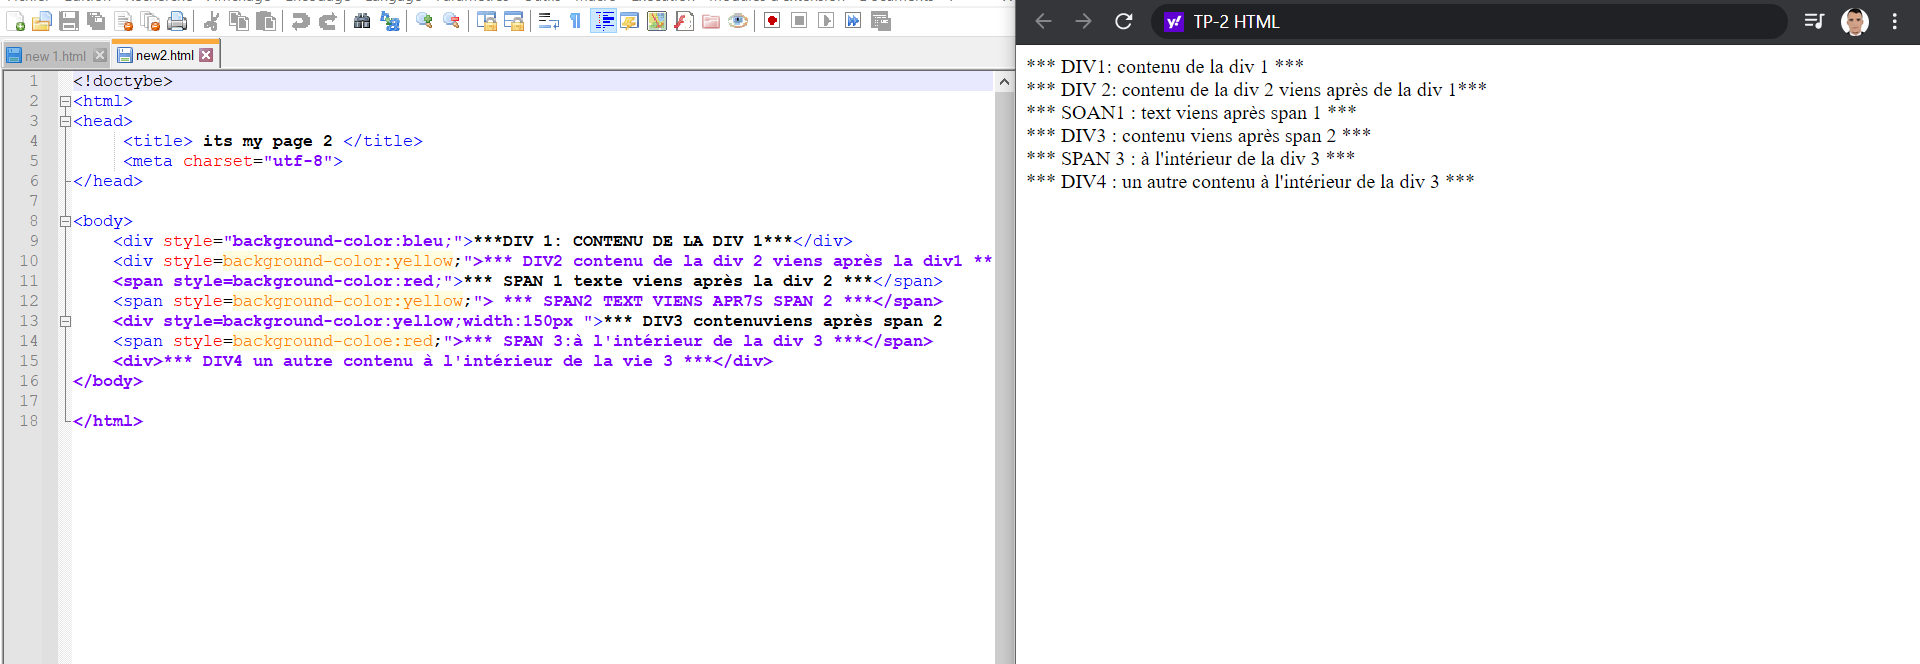 new 1.html
new2.html
1 <!doctybe>
2 <html>
3 <head>
4 <title> its my page 2 </title>
5 <meta charset="utf-8">
6 </head>
7
8 <body>
9 <div style="background-color:bleu;">***DIV 1: CONTENU DE LA DIV 1***</div>
10 <div style=background-color:yellow;">*** DIV2 contenu de la div 2 viens après la div1 **
11 <span style=background-color:red;">*** SPAN 1 texte viens après la div 2 ***</span>
12 <span style=background-color:yellow;"> *** SPAN2 TEXT VIENS APR7S SPAN 2 ***</span>
13 <div style=background-color:yellow;width:150px ">*** DIV3 contenuviens après span 2
14 <span style=background-coloe:red;">*** SPAN 3:à l'intérieur de la div 3 ***</span>
15 <div>*** DIV4 un autre contenu à l'intérieur de la vie 3 ***</div>
16 </body>
17
18 </html>
y!
TP-2 HTML
*** DIV1: contenu de la div 1 ***
*** DIV 2: contenu de la div 2 viens après de la div 1***
*** SOAN1 : text viens après span 1 ***
*** DIV3 : contenu viens après span 2 ***
*** SPAN 3 : à l'intérieur de la div 3 ***
*** DIV4 : un autre contenu à l'intérieur de la div 3 ***